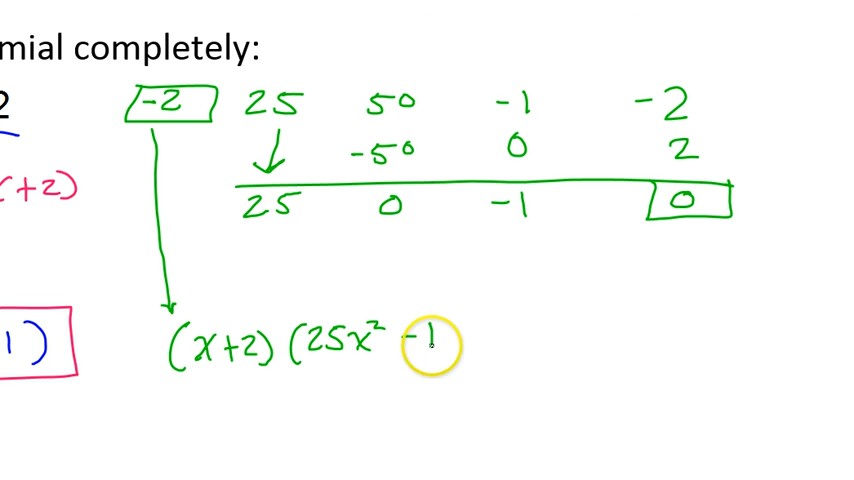 mial completely:
2 -2 25 50 -1 -2
-50 0 2
+2)
25 0 -1 0
(x+2) (25x² -1
1)